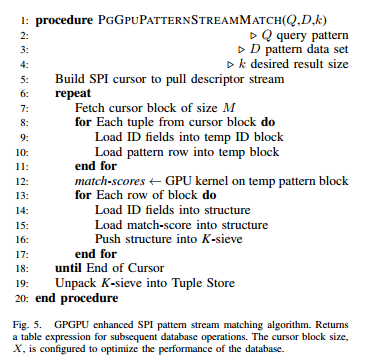 1: procedure PGGPUPATTERNSTREAMMATCH(Q,D,k)
2: ▷ Q query pattern
3: ▷ D pattern data set
4: ▷ k desired result size
5: Build SPI cursor to pull descriptor stream
6: repeat
7: Fetch cursor block of size M
8: for Each tuple from cursor block do
9: Load ID fields into temp ID block
10: Load pattern row into temp block
11: end for
12: match-scores ← GPU kernel on temp pattern block
13: for Each row of block do
14: Load ID fields into structure
15: Load match-score into structure
16: Push structure into K-sieve
17: end for
18: until End of Cursor
19: Unpack K-sieve into Tuple Store
20: end procedure
Fig. 5. GPGPU enhanced SPI pattern stream matching algorithm. Returns
a table expression for subsequent database operations. The cursor block size,
X, is configured to optimize the performance of the database.